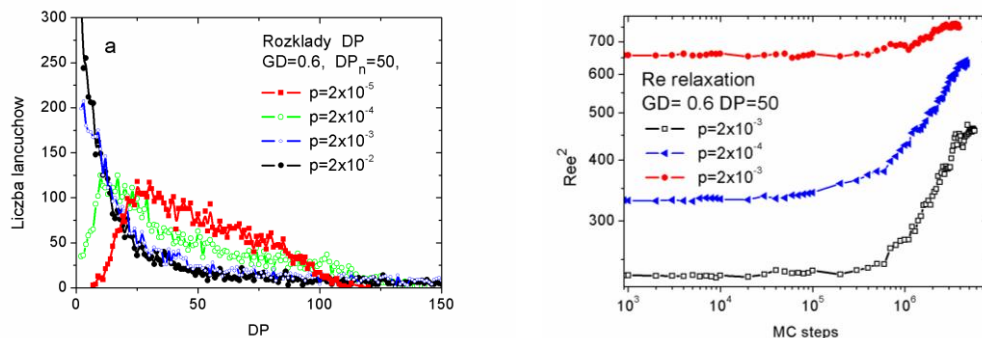 300
250
200
150
100
50
0
Liczba lancuchow
a
Rozklady DP
GD=0.6, DPn=50,
p=2x10⁻⁵
p=2x10⁻⁴
p=2x10⁻³
p=2x10⁻²
0 50 100 150
DP
700
600
500
400
300
Ree²
Re relaxation
GD= 0.6 DP=50
p=2x10⁻³
p=2x10⁻⁴
p=2x10⁻³
10³ 10⁴ 10⁵ 10⁶
MC steps